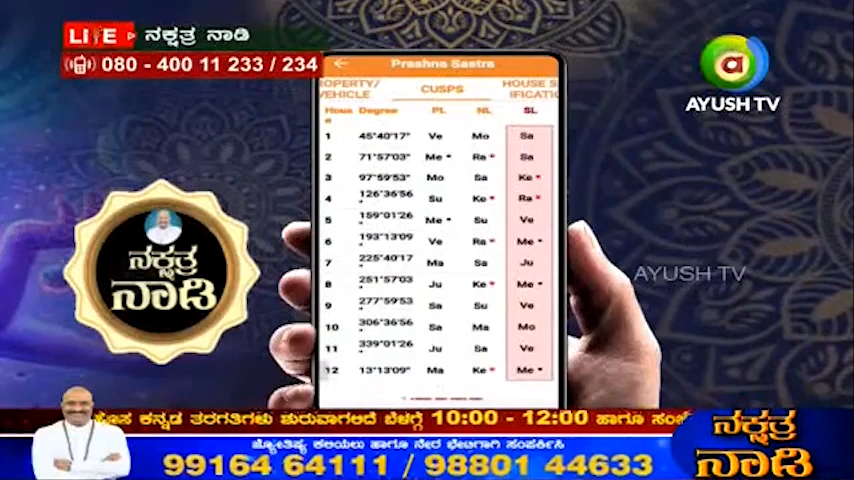 LIVE ನಕ್ಷತ್ರ ನಾಡಿ
080 - 400 11 233 / 234
a
AYUSH TV
Prashna Sastra
ROPERTY/ VEHICLE CUSPS HOUSE S IFICATIO
House Degree PL NL SL
1 45°40'17" Ve Mo Sa
2 71°57'03" Me * Ra * Sa
3 97°59'53" Mo Sa Ke *
4 126°36'56" Su Ke * Ra *
5 159°01'26" Me * Su Ve
6 193°13'09" Ve Ra * Me *
7 225°40'17" Ma Sa Ju
8 251°57'03" Ju Ke * Me *
9 277°59'53" Sa Su Ve
10 306°36'56" Sa Ma Mo
11 339°01'26" Ju Sa Ve
12 13°13'09" Ma Ke * Me *
ನಕ್ಷತ್ರ
ನಾಡಿ
AYUSH TV
ಹೊಸ ಕನ್ನಡ ತರಗತಿಗಳು ಶುರುವಾಗಲಿದೆ ಬೆಳಗ್ಗೆ 10:00 - 12:00 ಹಾಗೂ ಸಂಜೆ
ಜ್ಯೋತಿಷ್ಯ ಕಲಿಯಲು ಹಾಗೂ ನೇರ ಭೇಟಿಗಾಗಿ ಸಂಪರ್ಕಿಸಿ
99164 64111 / 98801 44633
ನಕ್ಷತ್ರ
ನಾಡಿ